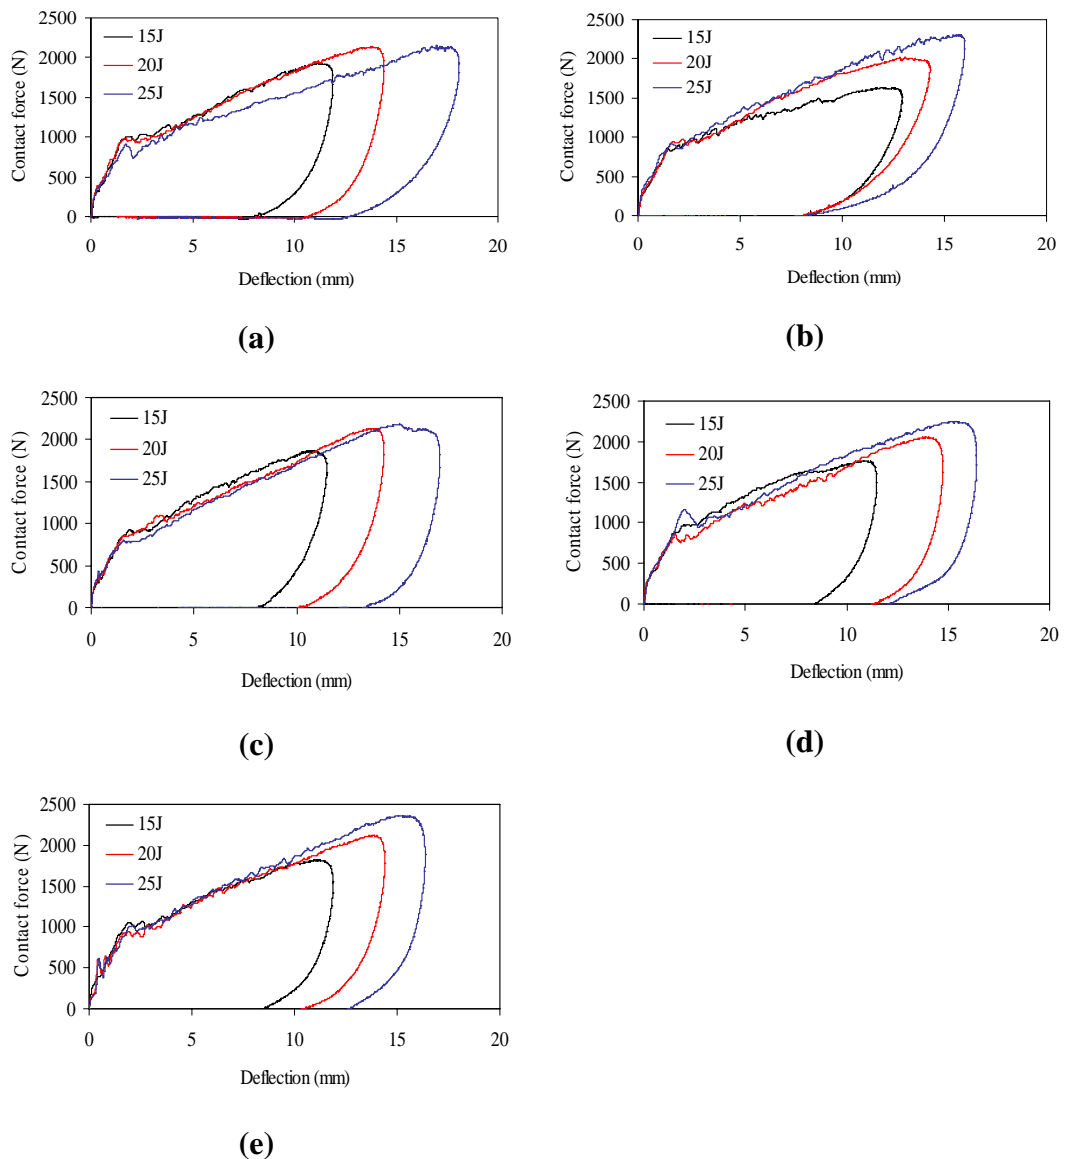 2500
2000
1500
1000
500
0
Contact force (N)
15J
20J
25J
0 5 10 15 20
Deflection (mm)
(a)
2500
2000
1500
1000
500
0
Contact force (N)
15J
20J
25J
0 5 10 15 20
Deflection (mm)
(b)
2500
2000
1500
1000
500
0
Contact force (N)
15J
20J
25J
0 5 10 15 20
Deflection (mm)
(c)
2500
2000
1500
1000
500
0
Contact force (N)
15J
20J
25J
0 5 10 15 20
Deflection (mm)
(d)
2500
2000
1500
1000
500
0
Contact force (N)
15J
20J
25J
0 5 10 15 20
Deflection (mm)
(e)